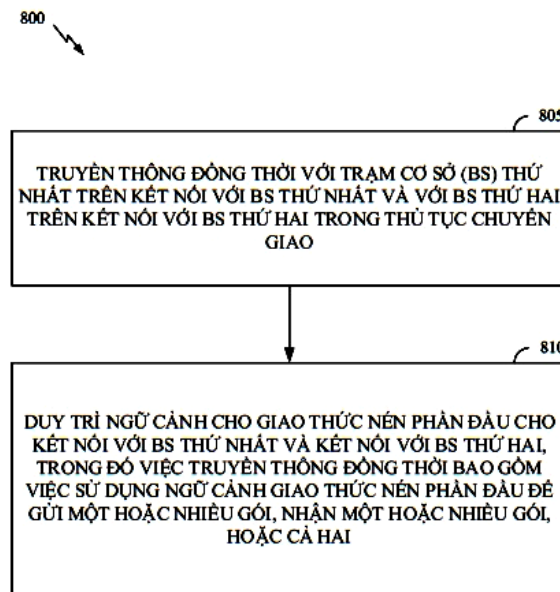 800
805
TRUYỀN THÔNG ĐỒNG THỜI VỚI TRẠM CƠ SỞ (BS) THỨ
NHẤT TRÊN KẾT NỐI VỚI BS THỨ NHẤT VÀ VỚI BS THỨ HAI
TRÊN KẾT NỐI VỚI BS THỨ HAI TRONG THỦ TỤC CHUYỂN
GIAO
810
DUY TRÌ NGỮ CẢNH CHO GIAO THỨC NÉN PHẦN ĐẦU CHO
KẾT NỐI VỚI BS THỨ NHẤT VÀ KẾT NỐI VỚI BS THỨ HAI,
TRONG ĐÓ VIỆC TRUYỀN THÔNG ĐỒNG THỜI BAO GỒM
VIỆC SỬ DỤNG NGỮ CẢNH GIAO THỨC NÉN PHẦN ĐẦU ĐỂ
GỬI MỘT HOẶC NHIỀU GÓI, NHẬN MỘT HOẶC NHIỀU GÓI,
HOẶC CẢ HAI